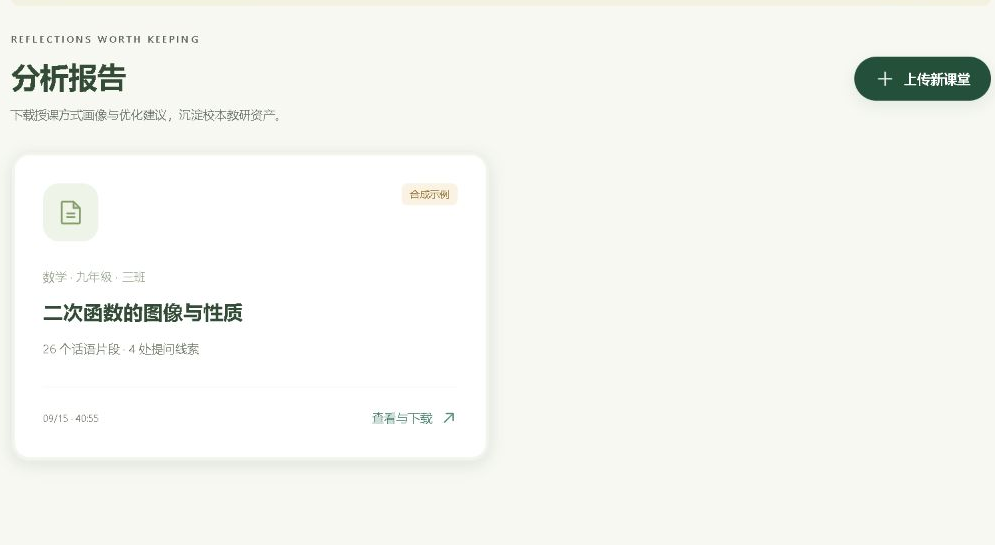 REFLECTIONS WORTH KEEPING
分析报告
上传新课堂
下载授课方式画像与优化建议，沉淀校本教研资产。
合成示例
数学 · 九年级 · 三班
二次函数的图像与性质
26 个话语片段 · 4 处提问线索
09/15 · 40:55
查看与下载